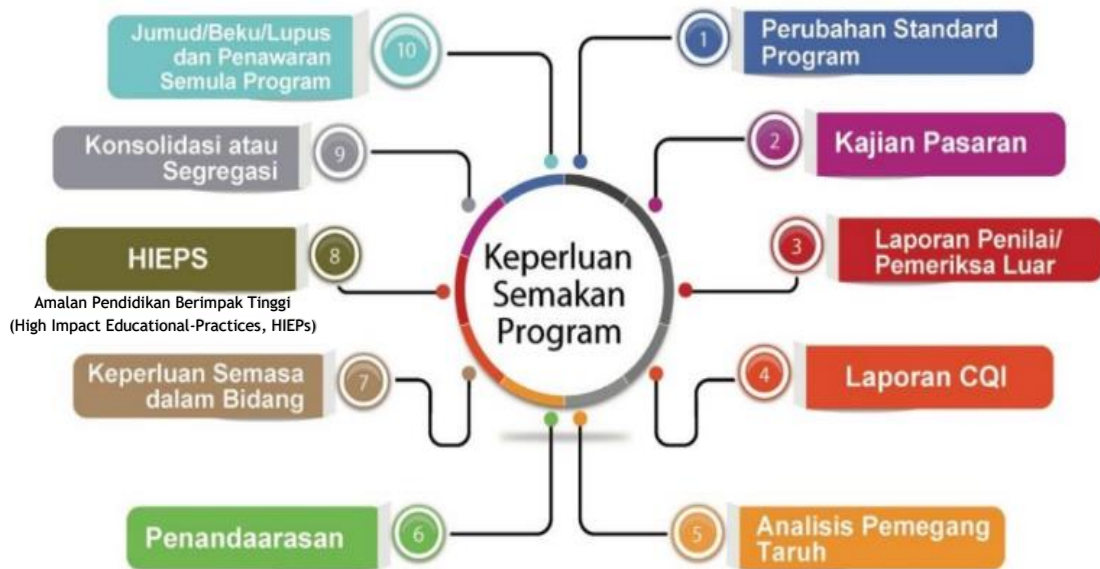 Keperluan
Semakan
Program
1
Perubahan Standard
Program
2
Kajian Pasaran
3
Laporan Penilai/
Pemeriksa Luar
4
Laporan CQI
5
Analisis Pemegang
Taruh
6
Penandaarasan
7
Keperluan Semasa
dalam Bidang
8
HIEPS
Amalan Pendidikan Berimpak Tinggi
(High Impact Educational-Practices, HIEPs)
9
Konsolidasi atau
Segregasi
10
Jumud/Beku/Lupus
dan Penawaran
Semula Program